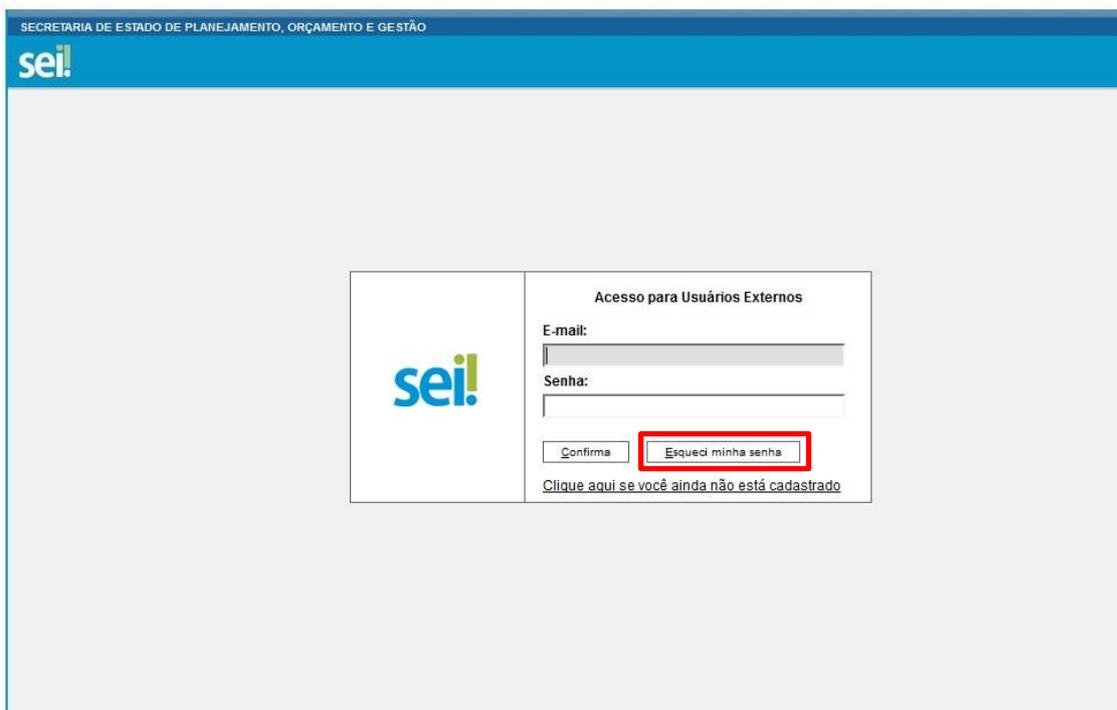 SECRETARIA DE ESTADO DE PLANEJAMENTO, ORÇAMENTO E GESTÃO
sei!
sei!
Acesso para Usuários Externos
E-mail:
Senha:
Confirma
Esqueci minha senha
Clique aqui se você ainda não está cadastrado